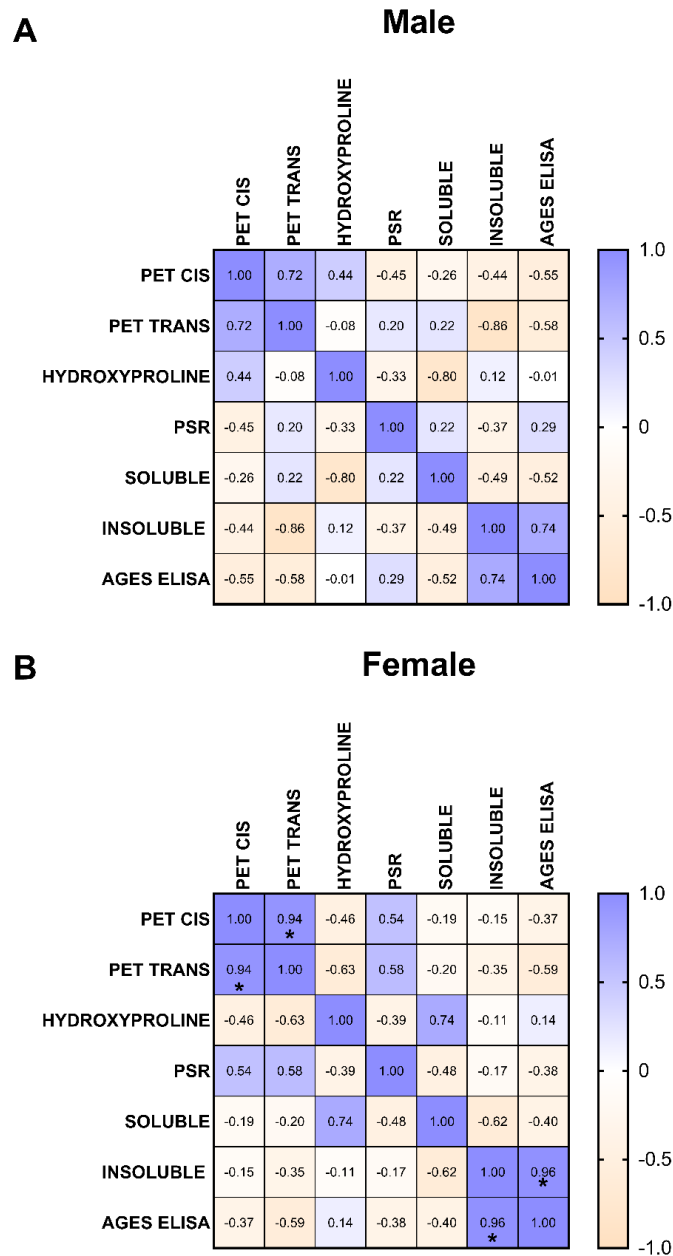 A
Male
PET CIS PET TRANS HYDROXYPROLINE PSR SOLUBLE INSOLUBLE AGES ELISA
PET CIS 1.00 0.72 0.44 -0.45 -0.26 -0.44 -0.55
PET TRANS 0.72 1.00 -0.08 0.20 0.22 -0.86 -0.58
HYDROXYPROLINE 0.44 -0.08 1.00 -0.33 -0.80 0.12 -0.01
PSR -0.45 0.20 -0.33 1.00 0.22 -0.37 0.29
SOLUBLE -0.26 0.22 -0.80 0.22 1.00 -0.49 -0.52
INSOLUBLE -0.44 -0.86 0.12 -0.37 -0.49 1.00 0.74
AGES ELISA -0.55 -0.58 -0.01 0.29 -0.52 0.74 1.00
1.0
0.5
0
-0.5
-1.0
B
Female
PET CIS PET TRANS HYDROXYPROLINE PSR SOLUBLE INSOLUBLE AGES ELISA
PET CIS 1.00 0.94 * -0.46 0.54 -0.19 -0.15 -0.37
PET TRANS 0.94 * 1.00 -0.63 0.58 -0.20 -0.35 -0.59
HYDROXYPROLINE -0.46 -0.63 1.00 -0.39 0.74 -0.11 0.14
PSR 0.54 0.58 -0.39 1.00 -0.48 -0.17 -0.38
SOLUBLE -0.19 -0.20 0.74 -0.48 1.00 -0.62 -0.40
INSOLUBLE -0.15 -0.35 -0.11 -0.17 -0.62 1.00 0.96 *
AGES ELISA -0.37 -0.59 0.14 -0.38 -0.40 0.96 * 1.00
1.0
0.5
0
-0.5
-1.0